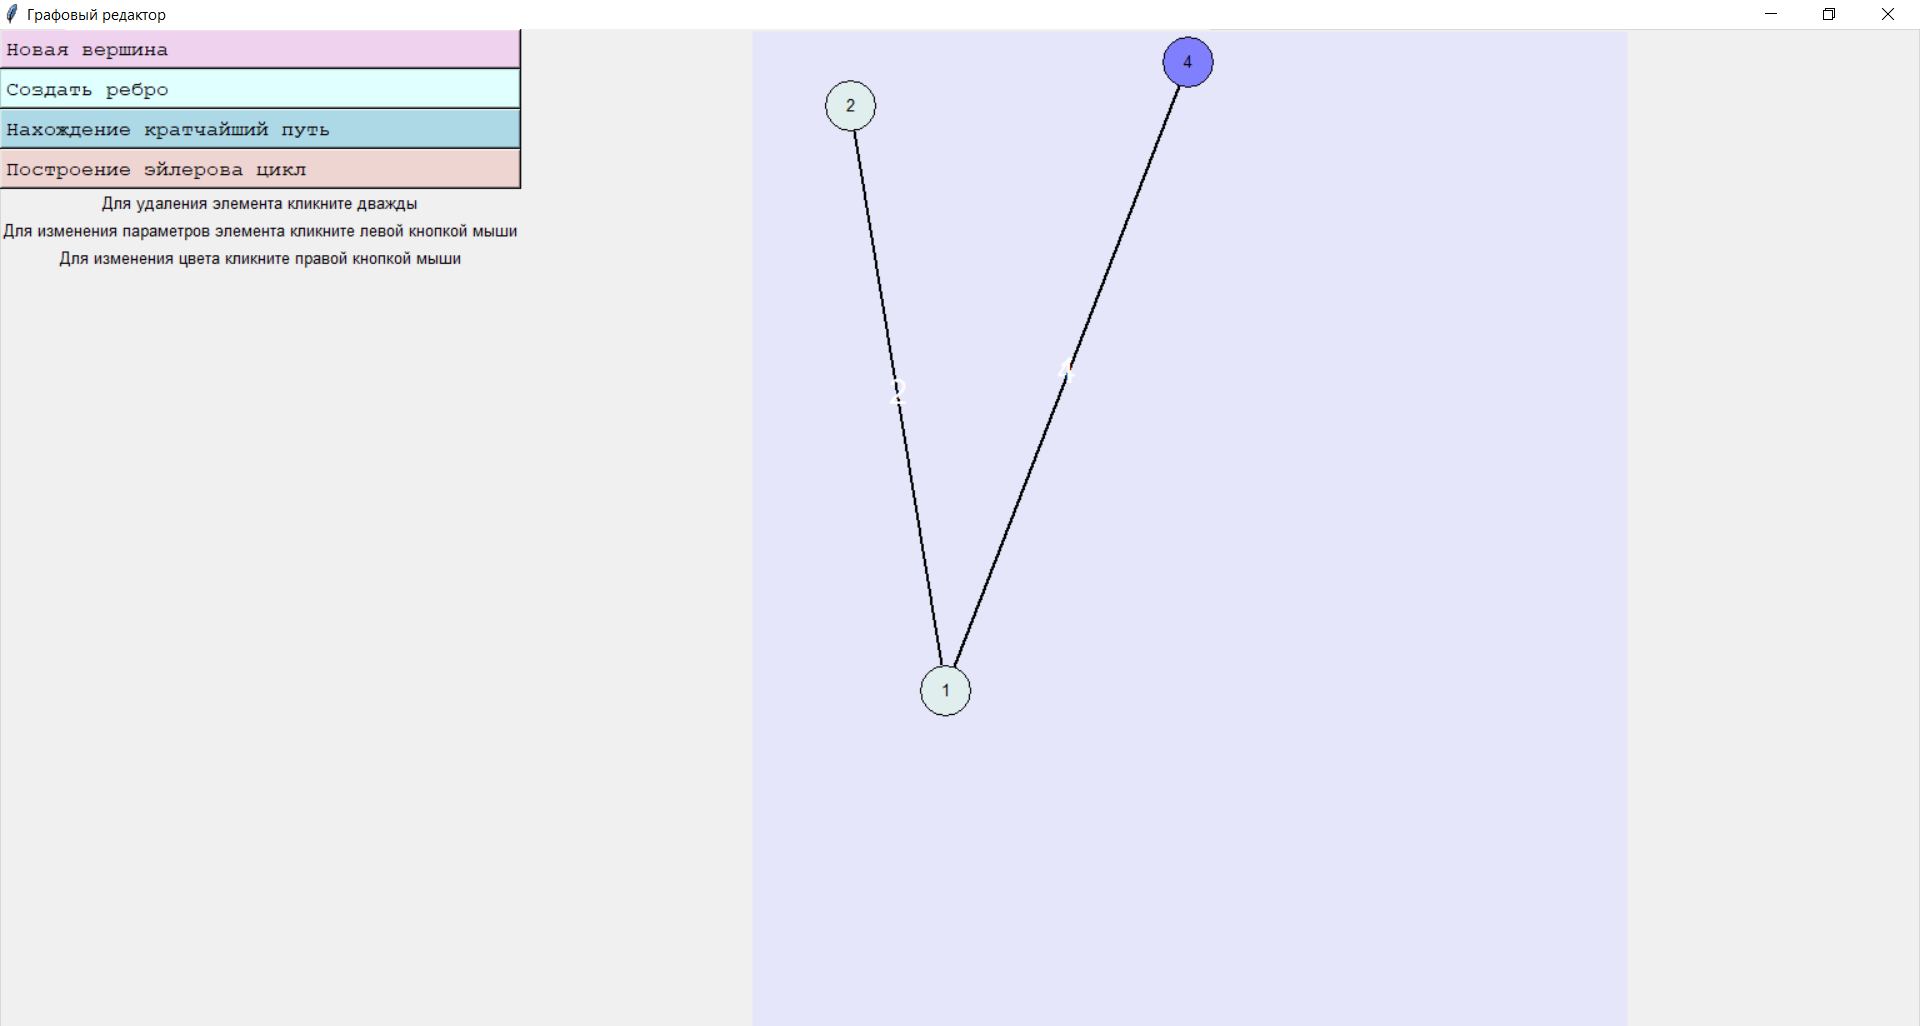 Графовый редактор
Новая вершина
Создать ребро
Нахождение кратчайший путь
Построение эйлерова цикл
Для удаления элемента кликните дважды
Для изменения параметров элемента кликните левой кнопкой мыши
Для изменения цвета кликните правой кнопкой мыши
4
2
4
2
1